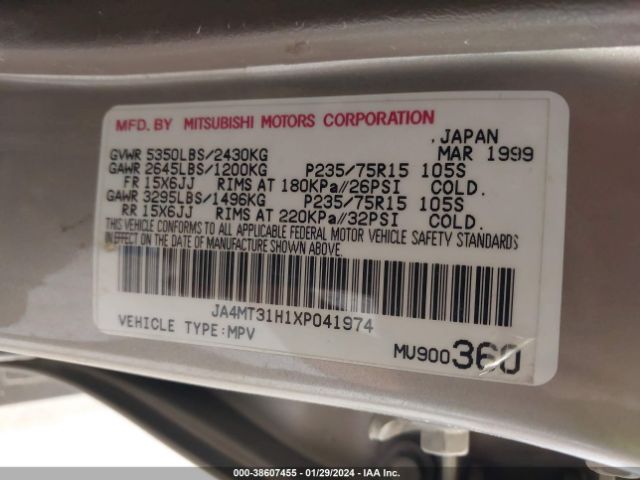 MFD. BY MITSUBISHI MOTORS CORPORATION
, JAPAN
GVWR 5350LBS/2430KG MAR 1999
GAWR 2645LBS/1200KG P235/75R15 105S
FR 15X6JJ RIMS AT 180KPa//26PSI COLD.
GAWR 3295LBS/1496KG P235/75R15 105S
RR 15X6JJ RIMS AT 220KPa//32PSI COLD.
THIS VEHICLE CONFORMS TO ALL APPLICABLE FEDERAL MOTOR VEHICLE SAFETY STANDARDS
IN EFFECT ON THE DATE OF MANUFACTURE SHOWN ABOVE.
JA4MT31H1XP041974
VEHICLE TYPE:MPV
MU900360
000-38607455 - 01/29/2024 - IAA Inc.